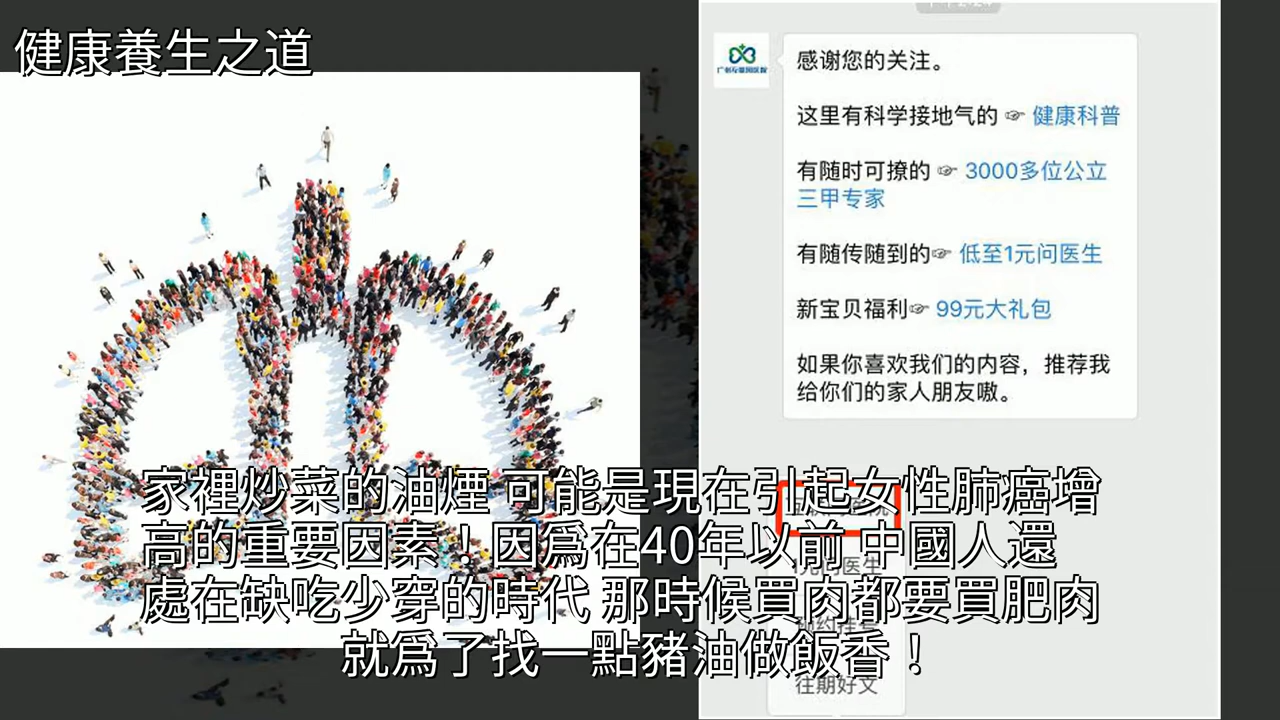 健康養生之道
感谢您的关注。
这里有科学接地气的 ☞ 健康科普
有随时可撩的 ☞ 3000多位公立
三甲专家
有随传随到的☞ 低至1元问医生
新宝贝福利☞ 99元大礼包
如果你喜欢我们的内容，推荐我
给你们的家人朋友嗷。
家裡炒菜的油煙 可能是現在引起女性肺癌增
高的重要因素！因爲在40年以前 中國人還
處在缺吃少穿的時代 那時候買肉都要買肥肉
就爲了找一點豬油做飯香！
往期好文